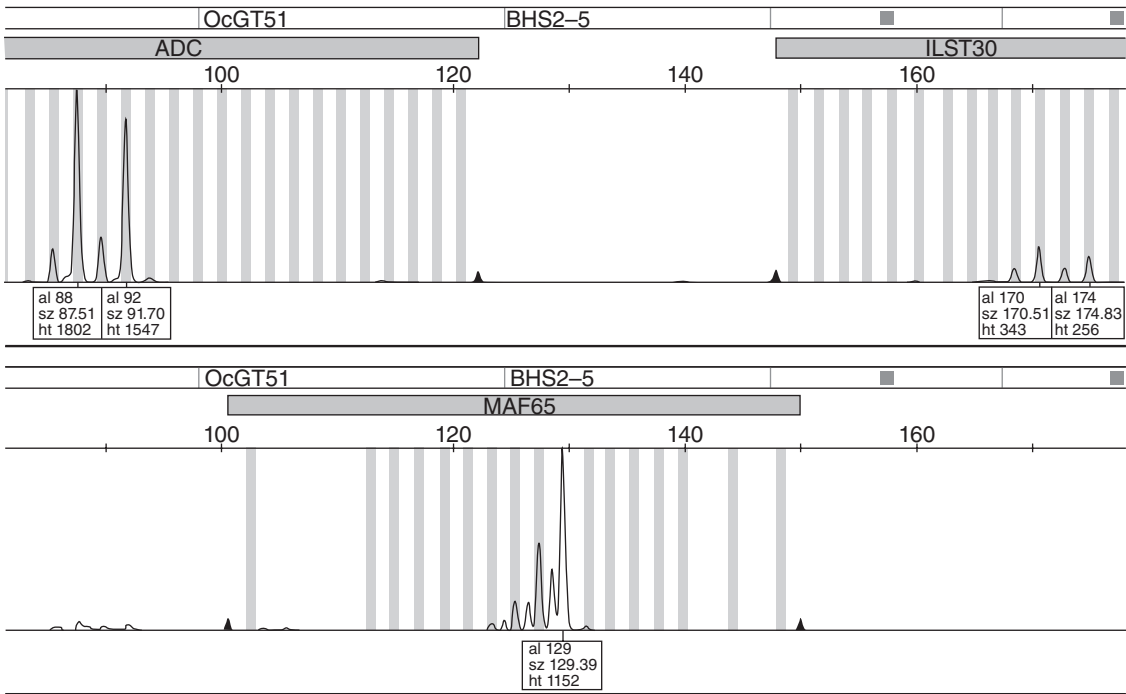 OcGT51 BHS2–5
ADC ILST30
100 120 140 160
al 88 al 92 al 170 al 174
sz 87.51 sz 91.70 sz 170.51 sz 174.83
ht 1802 ht 1547 ht 343 ht 256
OcGT51 BHS2–5
MAF65
100 120 140 160
al 129
sz 129.39
ht 1152